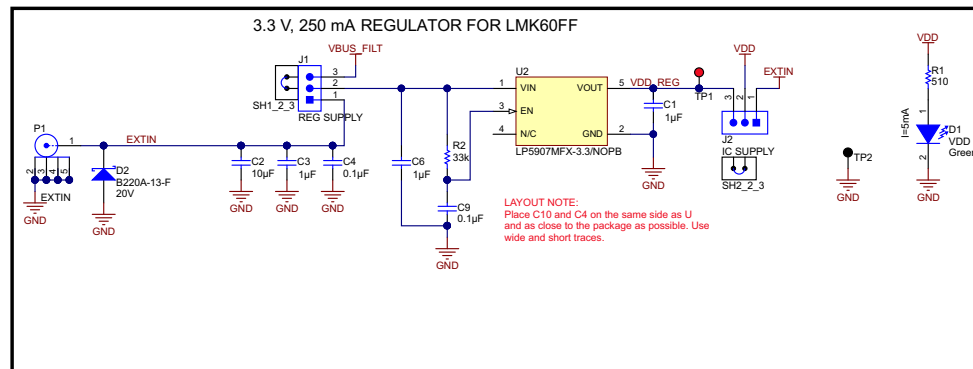 3.3 V, 250 mA REGULATOR FOR LMK60FF
VBUS_FILT
J1
3
2
1
SH1_2_3
REG SUPPLY
P1
1
EXTIN
2
3
4
5
EXTIN
GND
D2
B220A-13-F
20V
GND
C2
10µF
GND
C3
1µF
GND
C4
0.1µF
GND
C6
1µF
R2
33k
C9
0.1µF
GND
U2
1
VIN
VOUT
5
3
EN
4
N/C
GND
2
LP5907MFX-3.3/NOPB
VDD_REG
C1
1µF
GND
TP1
VDD
EXTIN
3
2
1
J2
IC SUPPLY
SH2_2_3
LAYOUT NOTE:
Place C10 and C4 on the same side as U
and as close to the package as possible. Use
wide and short traces.
TP2
GND
VDD
R1
510
I=5mA
1
2
D1
VDD
Green
GND